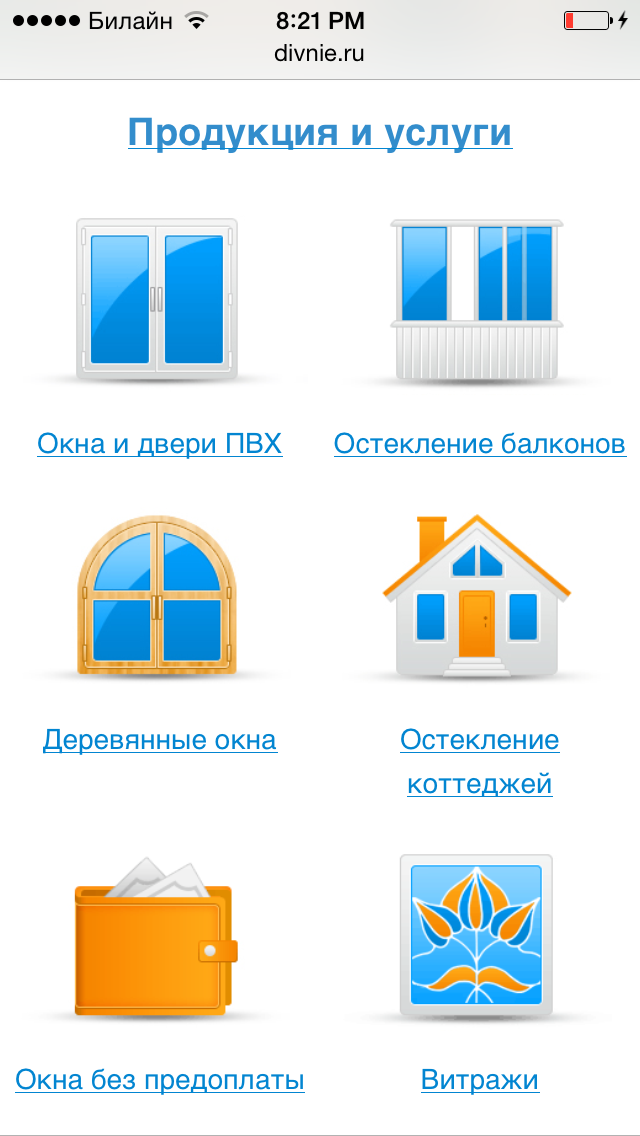 Билайн 8:21 PM
divnie.ru
Продукция и услуги
Окна и двери ПВХ
Остекление балконов
Деревянные окна
Остекление
коттеджей
Окна без предоплаты
Витражи